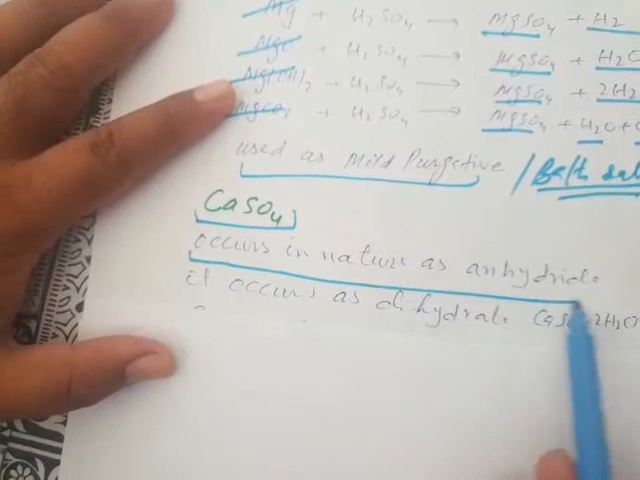 Mg + H₂SO₄ → MgSO₄ + H₂
MgO + H₂SO₄ → MgSO₄ + H₂O
Mg(OH)₂ + H₂SO₄ → MgSO₄ + 2H₂
MgCO₃ + H₂SO₄ → MgSO₄ + H₂O +
used as mild Purgative / Bath
CaSO₄
occurs in nature as anhydride
It occurs as dihydrate CaSO 2H₂O